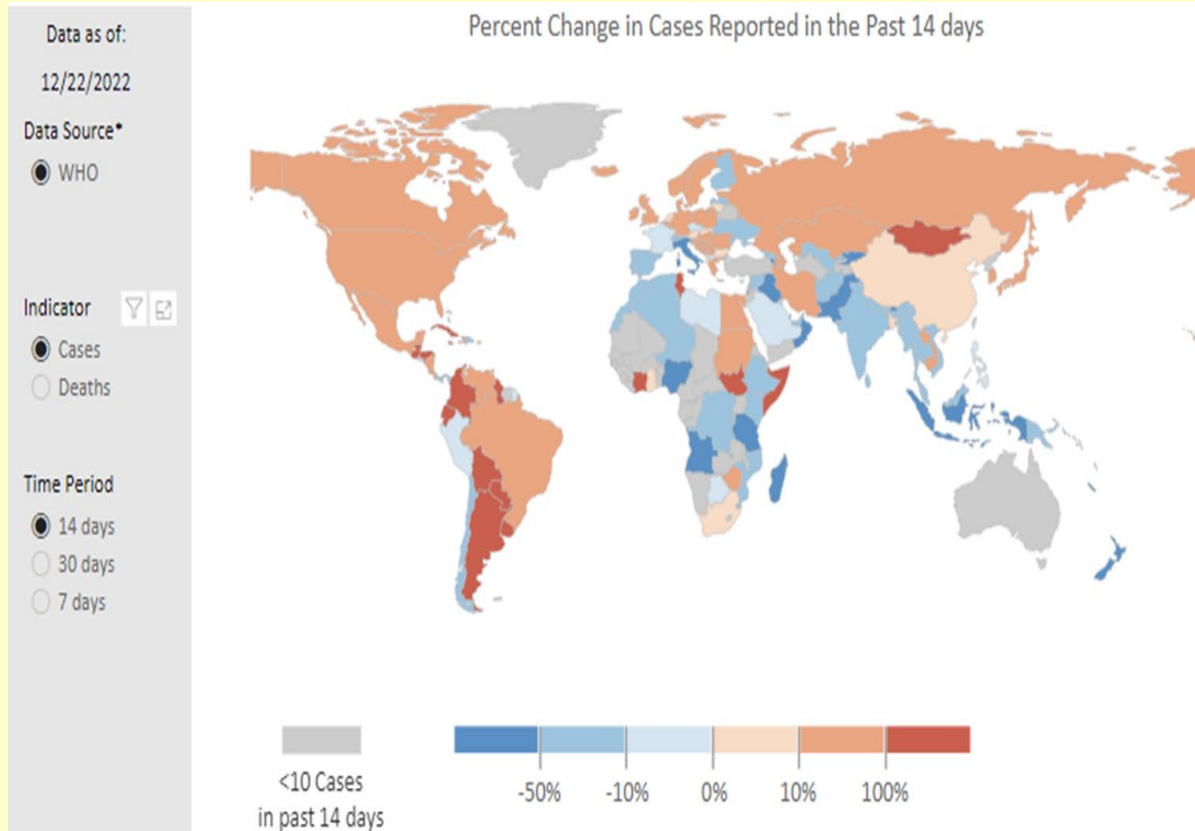 Percent Change in Cases Reported in the Past 14 days
Data as of:
12/22/2022
Data Source*
WHO
Indicator
Cases
Deaths
Time Period
14 days
30 days
7 days
<10 Cases
in past 14 days
-50% -10% 0% 10% 100%